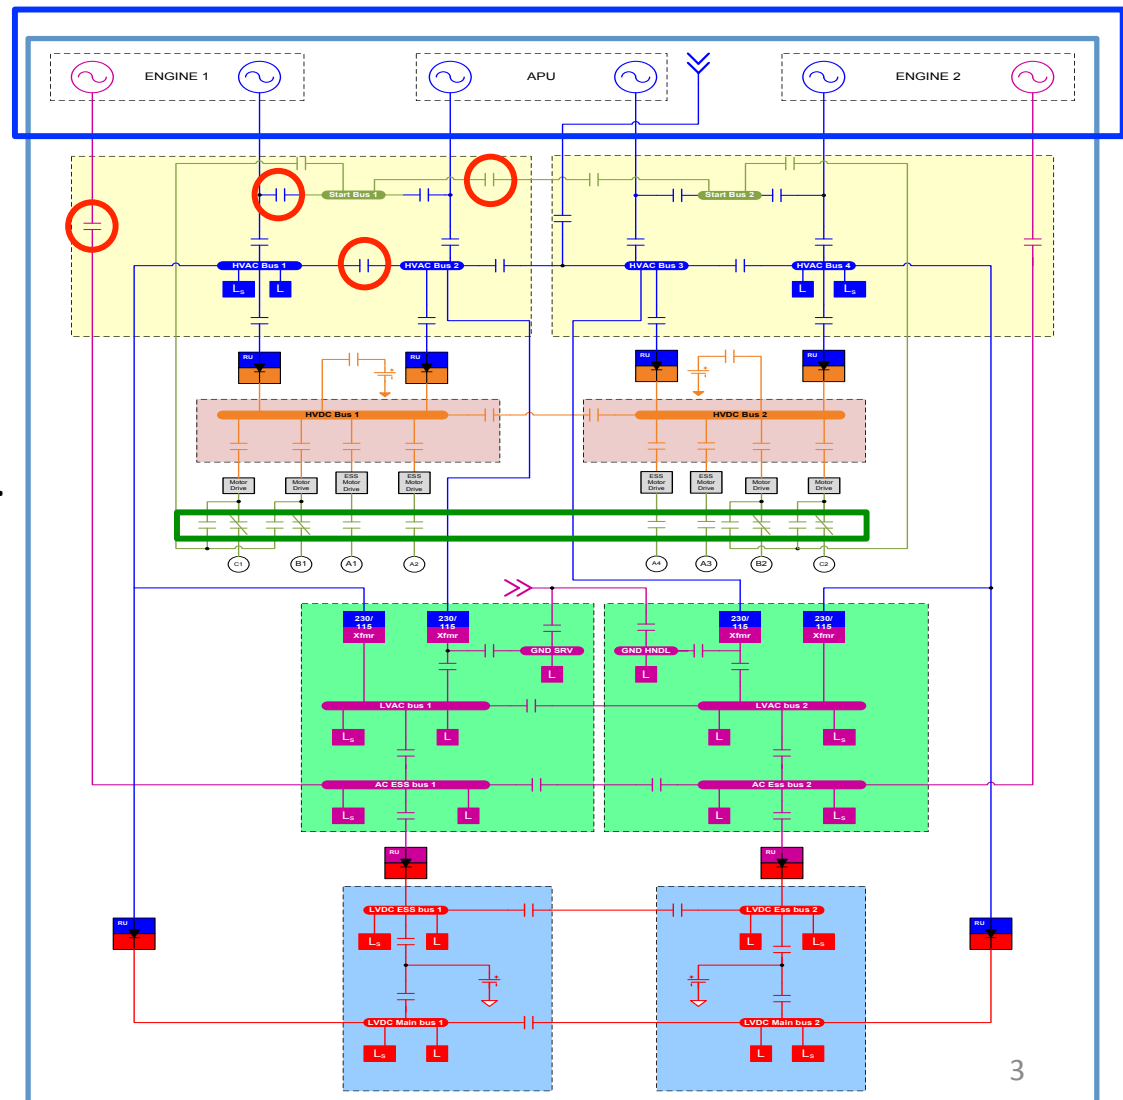 ENGINE 1
APU
ENGINE 2
Start Bus 1
Start Bus 2
HVAC Bus 1
HVAC Bus 2
HVAC Bus 3
HVAC Bus 4
Ls
L
L
Ls
RU
RU
RU
RU
HVDC Bus 1
HVDC Bus 2
Motor
Drive
Motor
Drive
ESS
Motor
Drive
ESS
Motor
Drive
ESS
Motor
Drive
ESS
Motor
Drive
Motor
Drive
Motor
Drive
C1
B1
A1
A2
A4
A3
B2
C2
230/
115
Xfmr
230/
115
Xfmr
230/
115
Xfmr
230/
115
Xfmr
GND SRV
GND HNDL
L
L
LVAC bus 1
LVAC bus 2
Ls
L
L
Ls
AC ESS bus 1
AC Ess bus 2
Ls
L
L
Ls
RU
RU
LVDC ESS bus 1
LVDC Ess bus 2
RU
RU
Ls
L
L
Ls
LVDC Main bus 1
LVDC Main bus 2
Ls
L
L
Ls
3